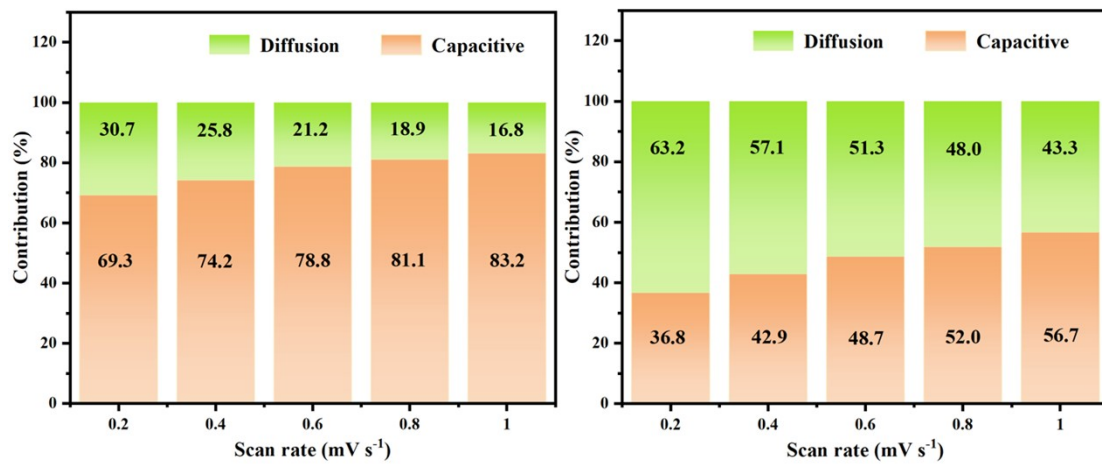 Contribution (%)
120
100
80
60
40
20
0
Diffusion Capacitive
30.7 25.8 21.2 18.9 16.8
69.3 74.2 78.8 81.1 83.2
0.2 0.4 0.6 0.8 1
Scan rate (mV s⁻¹)
Contribution (%)
120
100
80
60
40
20
0
Diffusion Capacitive
63.2 57.1 51.3 48.0 43.3
36.8 42.9 48.7 52.0 56.7
0.2 0.4 0.6 0.8 1
Scan rate (mV s⁻¹)